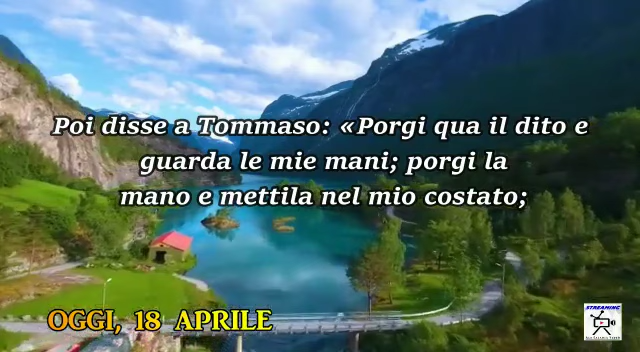 Poi disse a Tommaso: «Porgi qua il dito e
guarda le mie mani; porgi la
mano e mettila nel mio costato;
OGGI, 18 APRILE
STREAMING